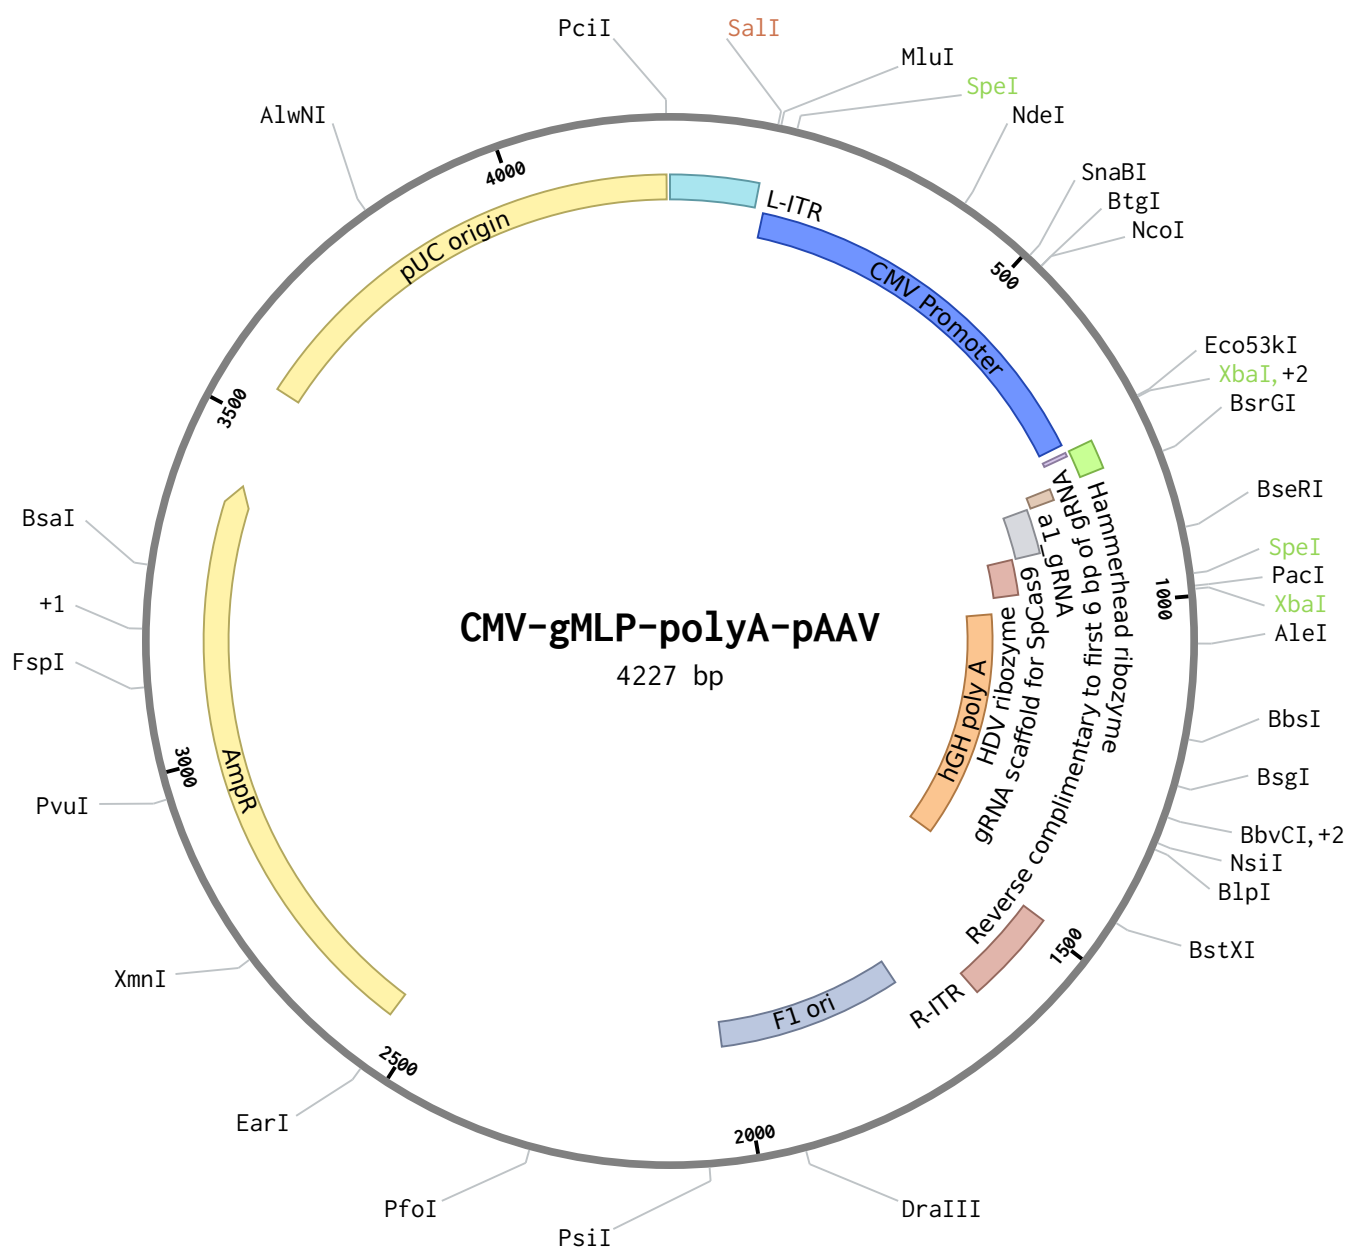 PciI
SalI
MluI
SpeI
NdeI
SnaBI
BtgI
NcoI
Eco53kI
XbaI, +2
BsrGI
BseRI
SpeI
PacI
XbaI
AleI
BbsI
BsgI
BbvCI, +2
NsiI
BlpI
BstXI
DraIII
PsiI
PfoI
EarI
XmnI
PvuI
FspI
+1
BsaI
AlwNI
500
1000
1500
2000
2500
3000
3500
4000
L-ITR
CMV Promoter
Hammerhead ribozyme
Reverse complimentary to first 6 bp of gRNA
a1_gRNA
gRNA scaffold for SpCas9
HDV ribozyme
hGH poly A
R-ITR
F1 ori
AmpR
pUC origin
CMV-gMLP-polyA-pAAV
4227 bp